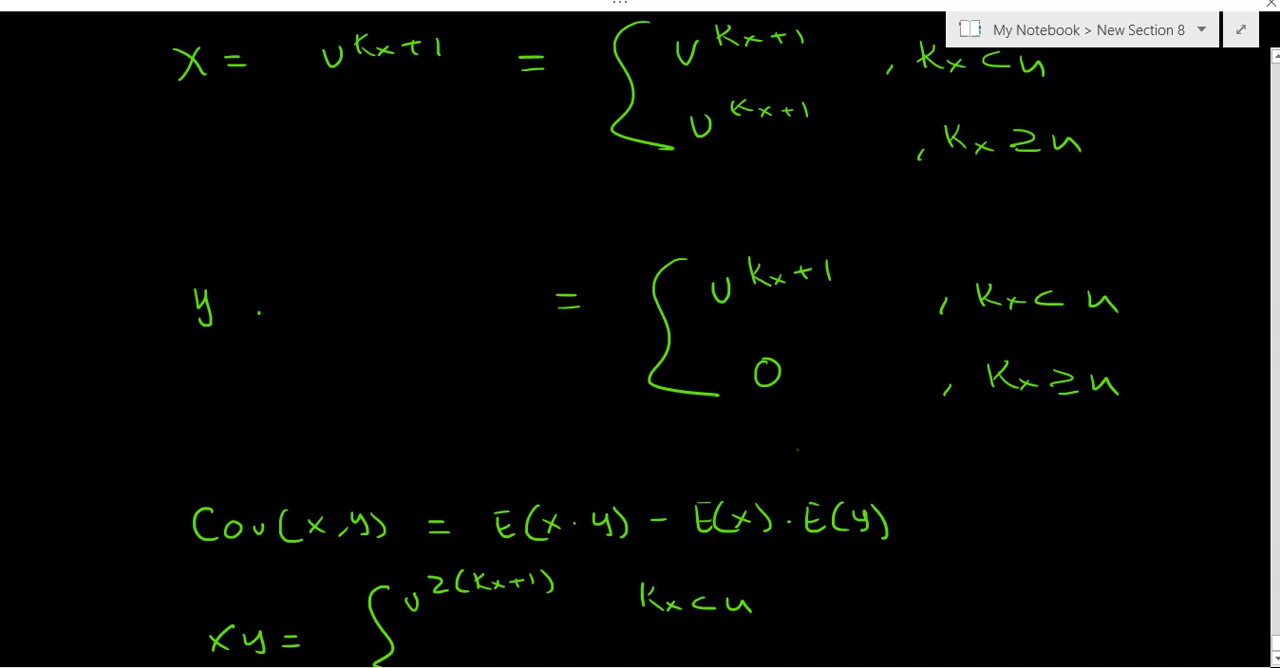 My Notebook > New Section 8
X = v^{Kx+1} = { v^{Kx+1} , Kx < n
v^{Kx+1} , Kx ≥ n
y . = { v^{Kx+1} , Kx < n
0 , Kx ≥ n
Cov(x,y) = E(x·y) - E(x)·E(y)
xy = { v^{2(Kx+1)} Kx < n